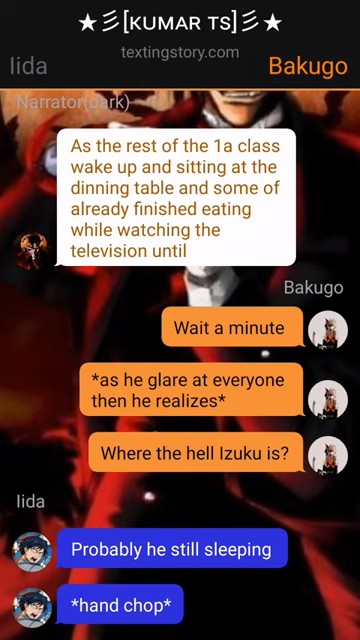 ★彡[ᴋᴜᴍᴀʀ ᴛs]彡★
textingstory.com
Iida
Bakugo
Narrator(dark)
As the rest of the 1a class
wake up and sitting at the
dinning table and some of
already finished eating
while watching the
television until
Bakugo
Wait a minute
*as he glare at everyone
then he realizes*
Where the hell Izuku is?
Iida
Probably he still sleeping
*hand chop*